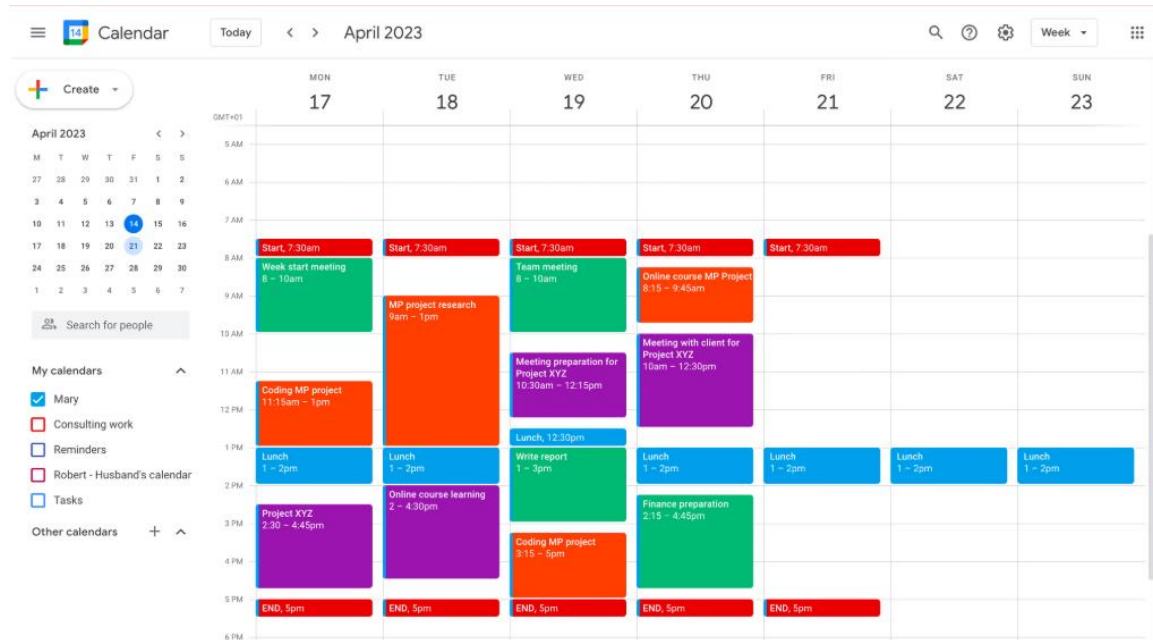 14 Calendar Today April 2023 Week
Create
MON TUE WED THU FRI SAT SUN
17 18 19 20 21 22 23
GMT+01
April 2023
M T W T F S S
27 28 29 30 31 1 2
3 4 5 6 7 8 9
10 11 12 13 14 15 16
17 18 19 20 21 22 23
24 25 26 27 28 29 30
1 2 3 4 5 6 7
Search for people
My calendars
Mary
Consulting work
Reminders
Robert - Husband's calendar
Tasks
Other calendars
5 AM
6 AM
7 AM
8 AM
9 AM
10 AM
11 AM
12 PM
1 PM
2 PM
3 PM
4 PM
5 PM
6 PM
Start, 7:30am
Week start meeting
8 – 10am
Coding MP project
11:15am – 1pm
Lunch
1 – 2pm
Project XYZ
2:30 – 4:45pm
END, 5pm
Start, 7:30am
MP project research
9am – 1pm
Lunch
1 – 2pm
Online course learning
2 – 4:30pm
END, 5pm
Start, 7:30am
Team meeting
8 – 10am
Meeting preparation for
Project XYZ
10:30am – 12:15pm
Lunch, 12:30pm
Write report
1 – 3pm
Coding MP project
3:15 – 5pm
END, 5pm
Start, 7:30am
Online course MP Project
8:15 – 9:45am
Meeting with client for
Project XYZ
10am – 12:30pm
Lunch
1 – 2pm
Finance preparation
2:15 – 4:45pm
END, 5pm
Start, 7:30am
Lunch
1 – 2pm
END, 5pm
Lunch
1 – 2pm
Lunch
1 – 2pm